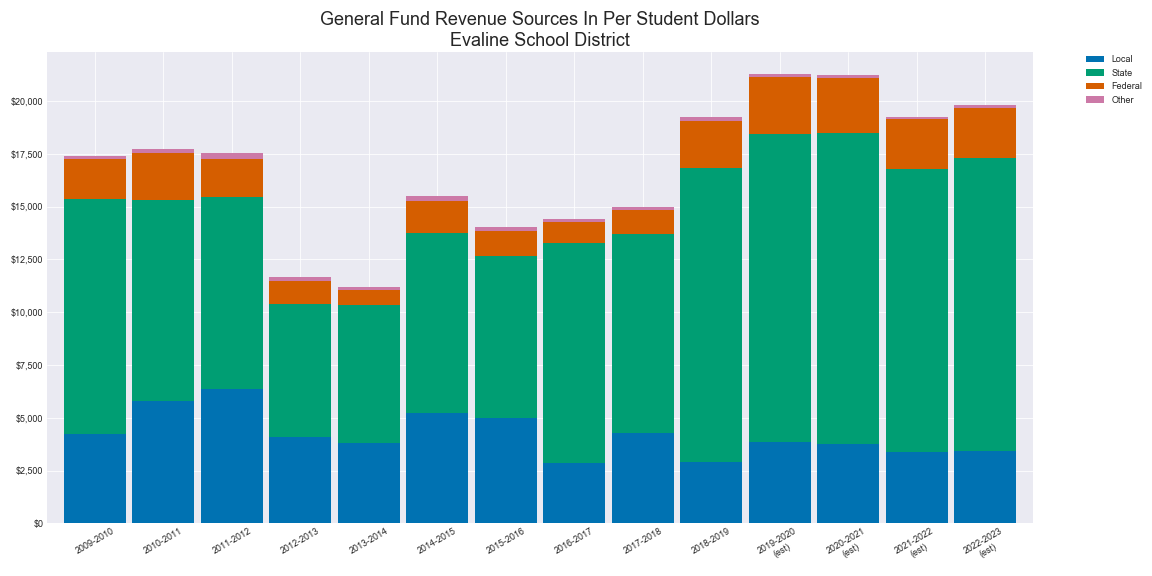 General Fund Revenue Sources In Per Student Dollars
Evaline School District
Local
State
Federal
Other
$20,000
$17,500
$15,000
$12,500
$10,000
$7,500
$5,000
$2,500
$0
2009-2010
2010-2011
2011-2012
2012-2013
2013-2014
2014-2015
2015-2016
2016-2017
2017-2018
2018-2019
2019-2020
(est)
2020-2021
(est)
2021-2022
(est)
2022-2023
(est)